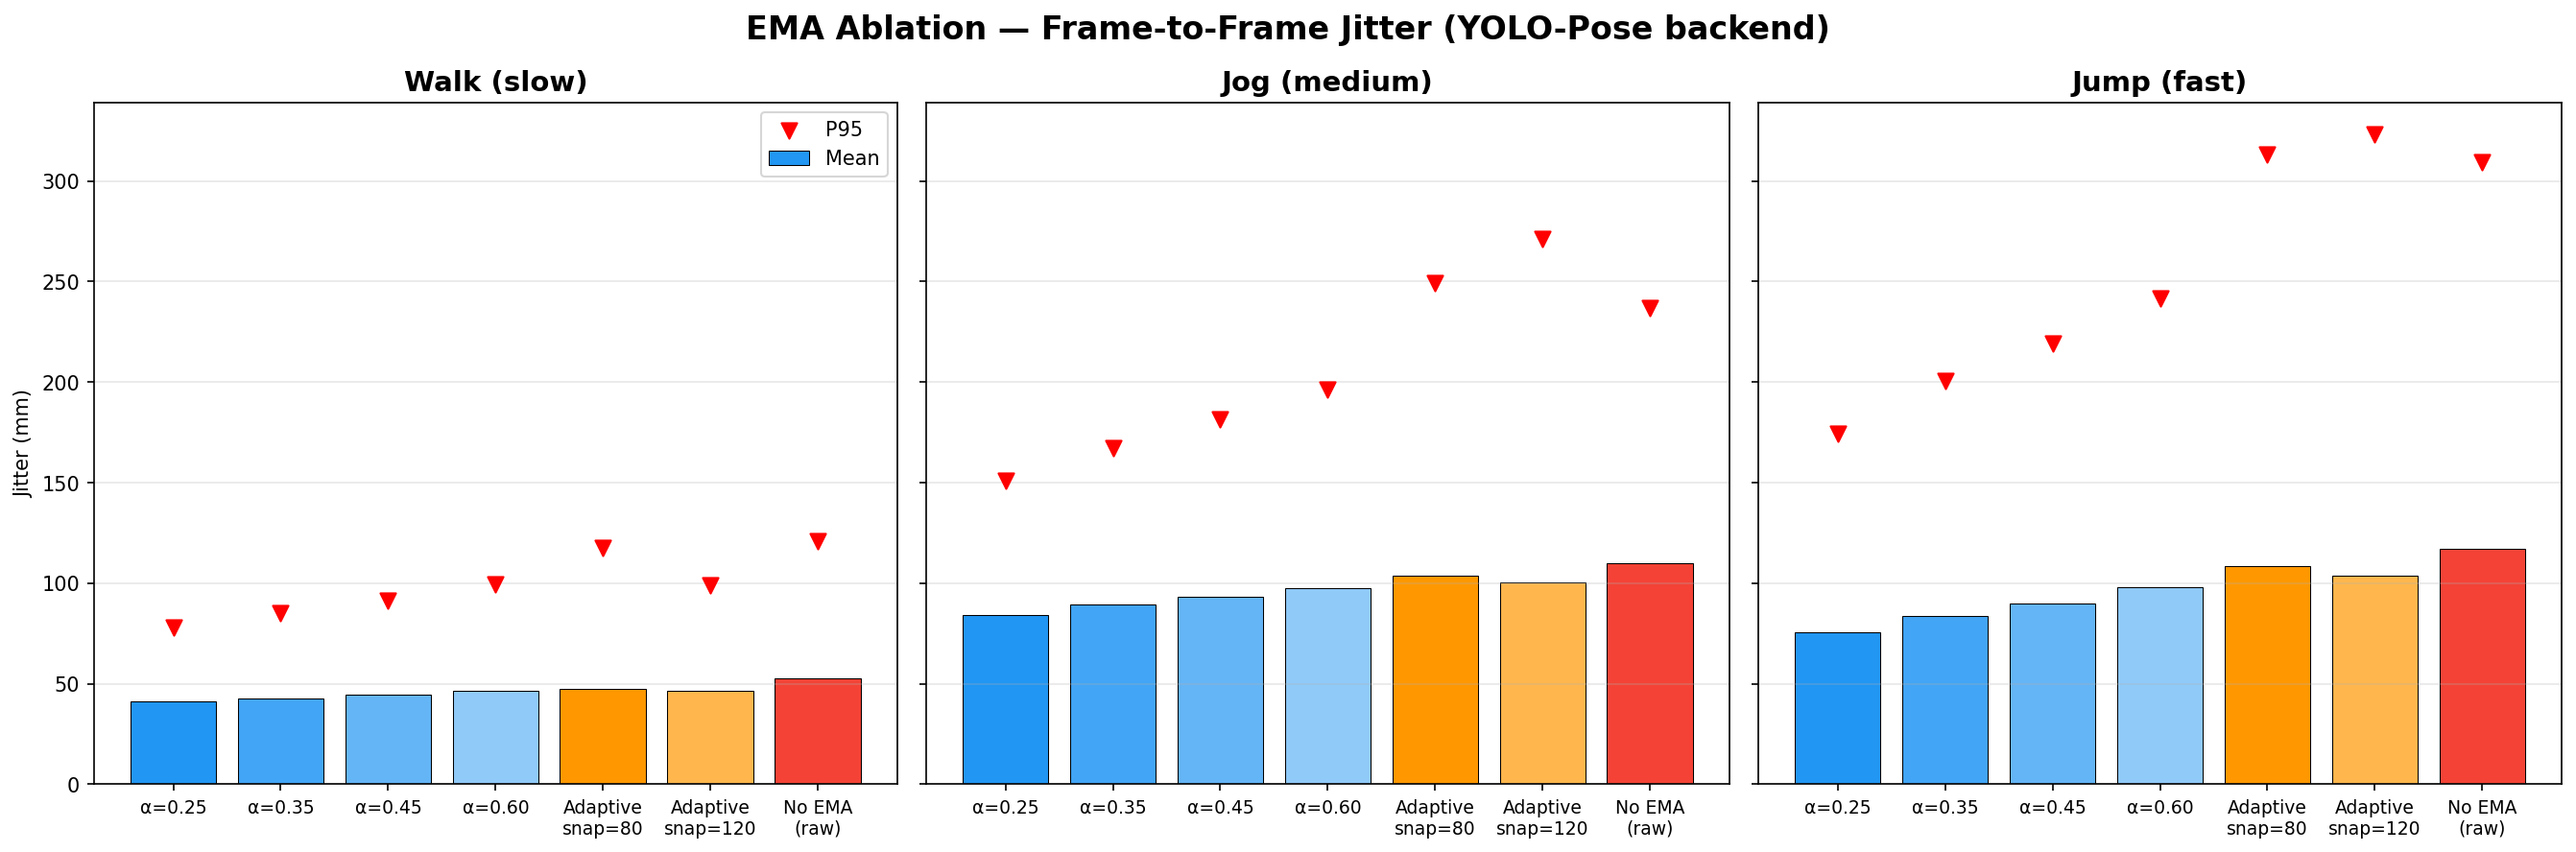 EMA Ablation — Frame-to-Frame Jitter (YOLO-Pose backend)
Walk (slow)
P95
Mean
Jitter (mm)
300
250
200
150
100
50
0
α=0.25
α=0.35
α=0.45
α=0.60
Adaptive
snap=80
Adaptive
snap=120
No EMA
(raw)
Jog (medium)
α=0.25
α=0.35
α=0.45
α=0.60
Adaptive
snap=80
Adaptive
snap=120
No EMA
(raw)
Jump (fast)
α=0.25
α=0.35
α=0.45
α=0.60
Adaptive
snap=80
Adaptive
snap=120
No EMA
(raw)